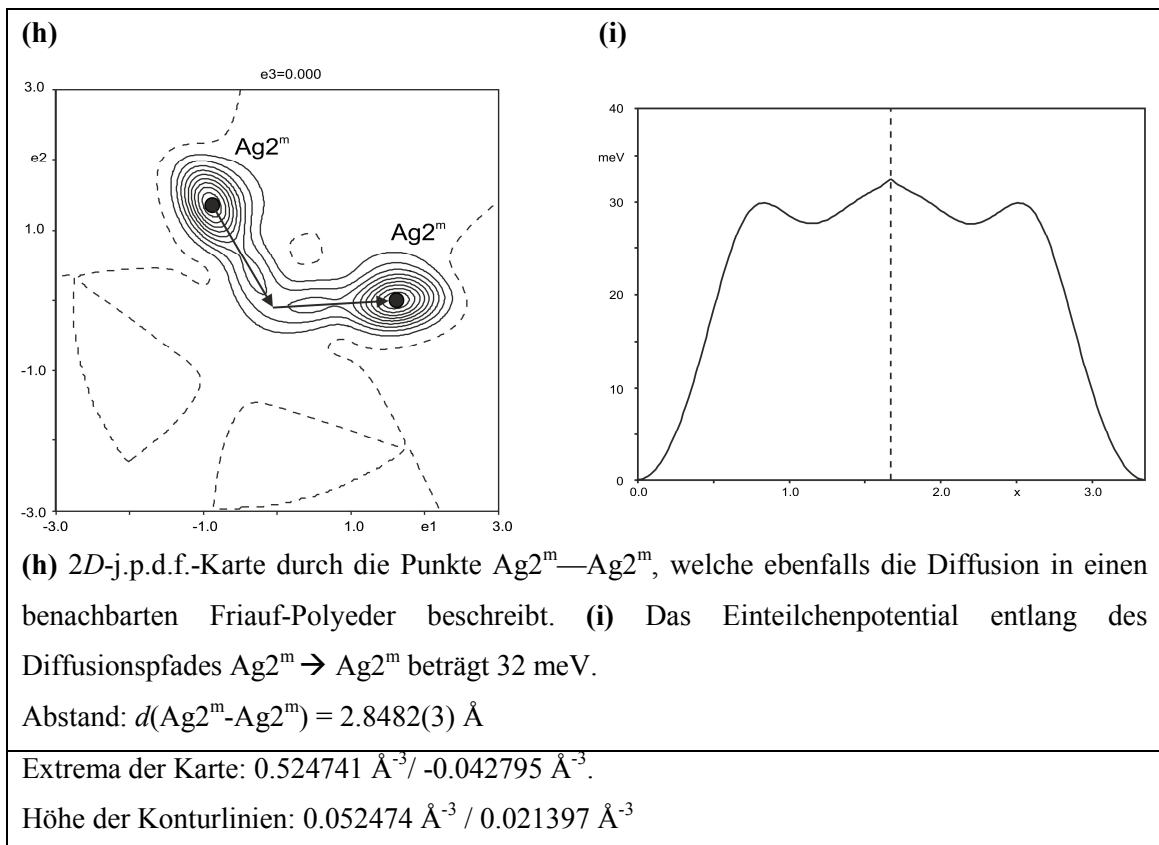 (h)
(i)
e3=0.000
3.0
e2
1.0
-1.0
-3.0
-3.0
-1.0
1.0
e1
3.0
Ag2ᵐ
Ag2ᵐ
40
meV
30
20
10
0
0.0
1.0
2.0
x
3.0
(h) 2D-j.p.d.f.-Karte durch die Punkte Ag2ᵐ—Ag2ᵐ, welche ebenfalls die Diffusion in einen
benachbarten Friauf-Polyeder beschreibt. (i) Das Einteilchenpotential entlang des
Diffusionspfades Ag2ᵐ → Ag2ᵐ beträgt 32 meV.
Abstand: d(Ag2ᵐ-Ag2ᵐ) = 2.8482(3) Å
Extrema der Karte: 0.524741 Å⁻³/ -0.042795 Å⁻³.
Höhe der Konturlinien: 0.052474 Å⁻³ / 0.021397 Å⁻³